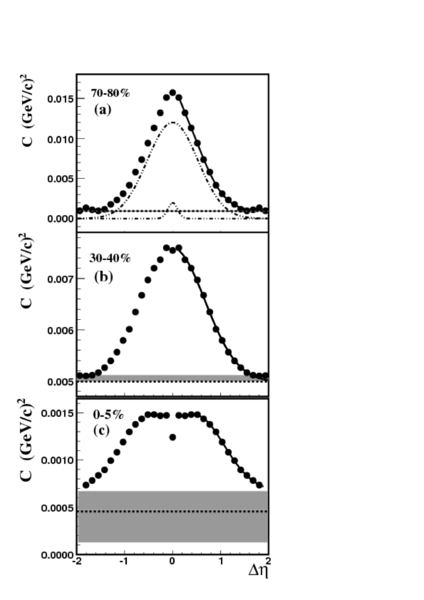 C (GeV/c)²
70-80%
(a)
0.015
0.010
0.005
0.000
C (GeV/c)²
30-40%
(b)
0.007
0.006
0.005
C (GeV/c)²
0-5%
(c)
0.0015
0.0010
0.0005
0.0000
-2 -1 0 1 2
Δη